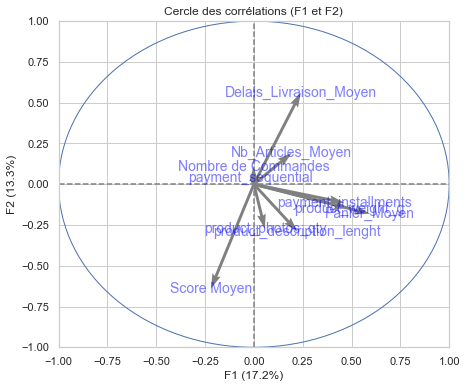 Cercle des corrélations (F1 et F2)
1.00
0.75
0.50
0.25
0.00
−0.25
−0.50
−0.75
−1.00
F2 (13.3%)
Delais_Livraison_Moyen
Nb_Articles_Moyen
Nombre de Commandes
payment_sequential
payment_installments
product_weight_g
Panier_Moyen
product_photos_qty
product_description_lenght
Score Moyen
−1.00 −0.75 −0.50 −0.25 0.00 0.25 0.50 0.75 1.00
F1 (17.2%)